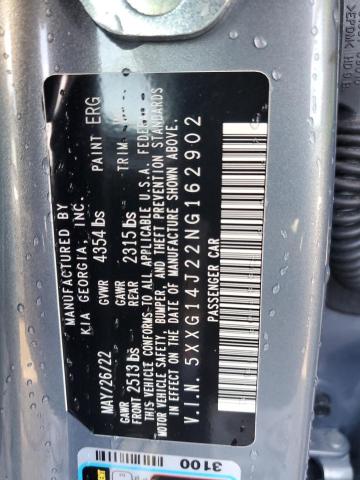 MANUFACTURED BY
KIA GEORGIA, INC.
MAY/26/22 GVWR 4354 lbs PAINT ERG
GAWR FRONT 2513 lbs GAWR REAR 2315 lbs TRIM
THIS VEHICLE CONFORMS TO ALL APPLICABLE U.S.A. FEDERAL
MOTOR VEHICLE SAFETY, BUMPER, AND THEFT PREVENTION STANDARDS
IN EFFECT ON THE DATE OF MANUFACTURE SHOWN ABOVE.
V.I.N. 5XXG14J22NG162902
PASSENGER CAR
3100